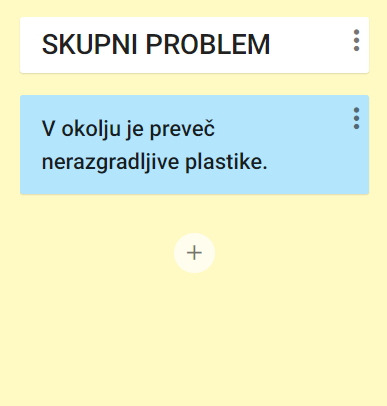 SKUPNI PROBLEM
V okolju je preveč
nerazgradljive plastike.